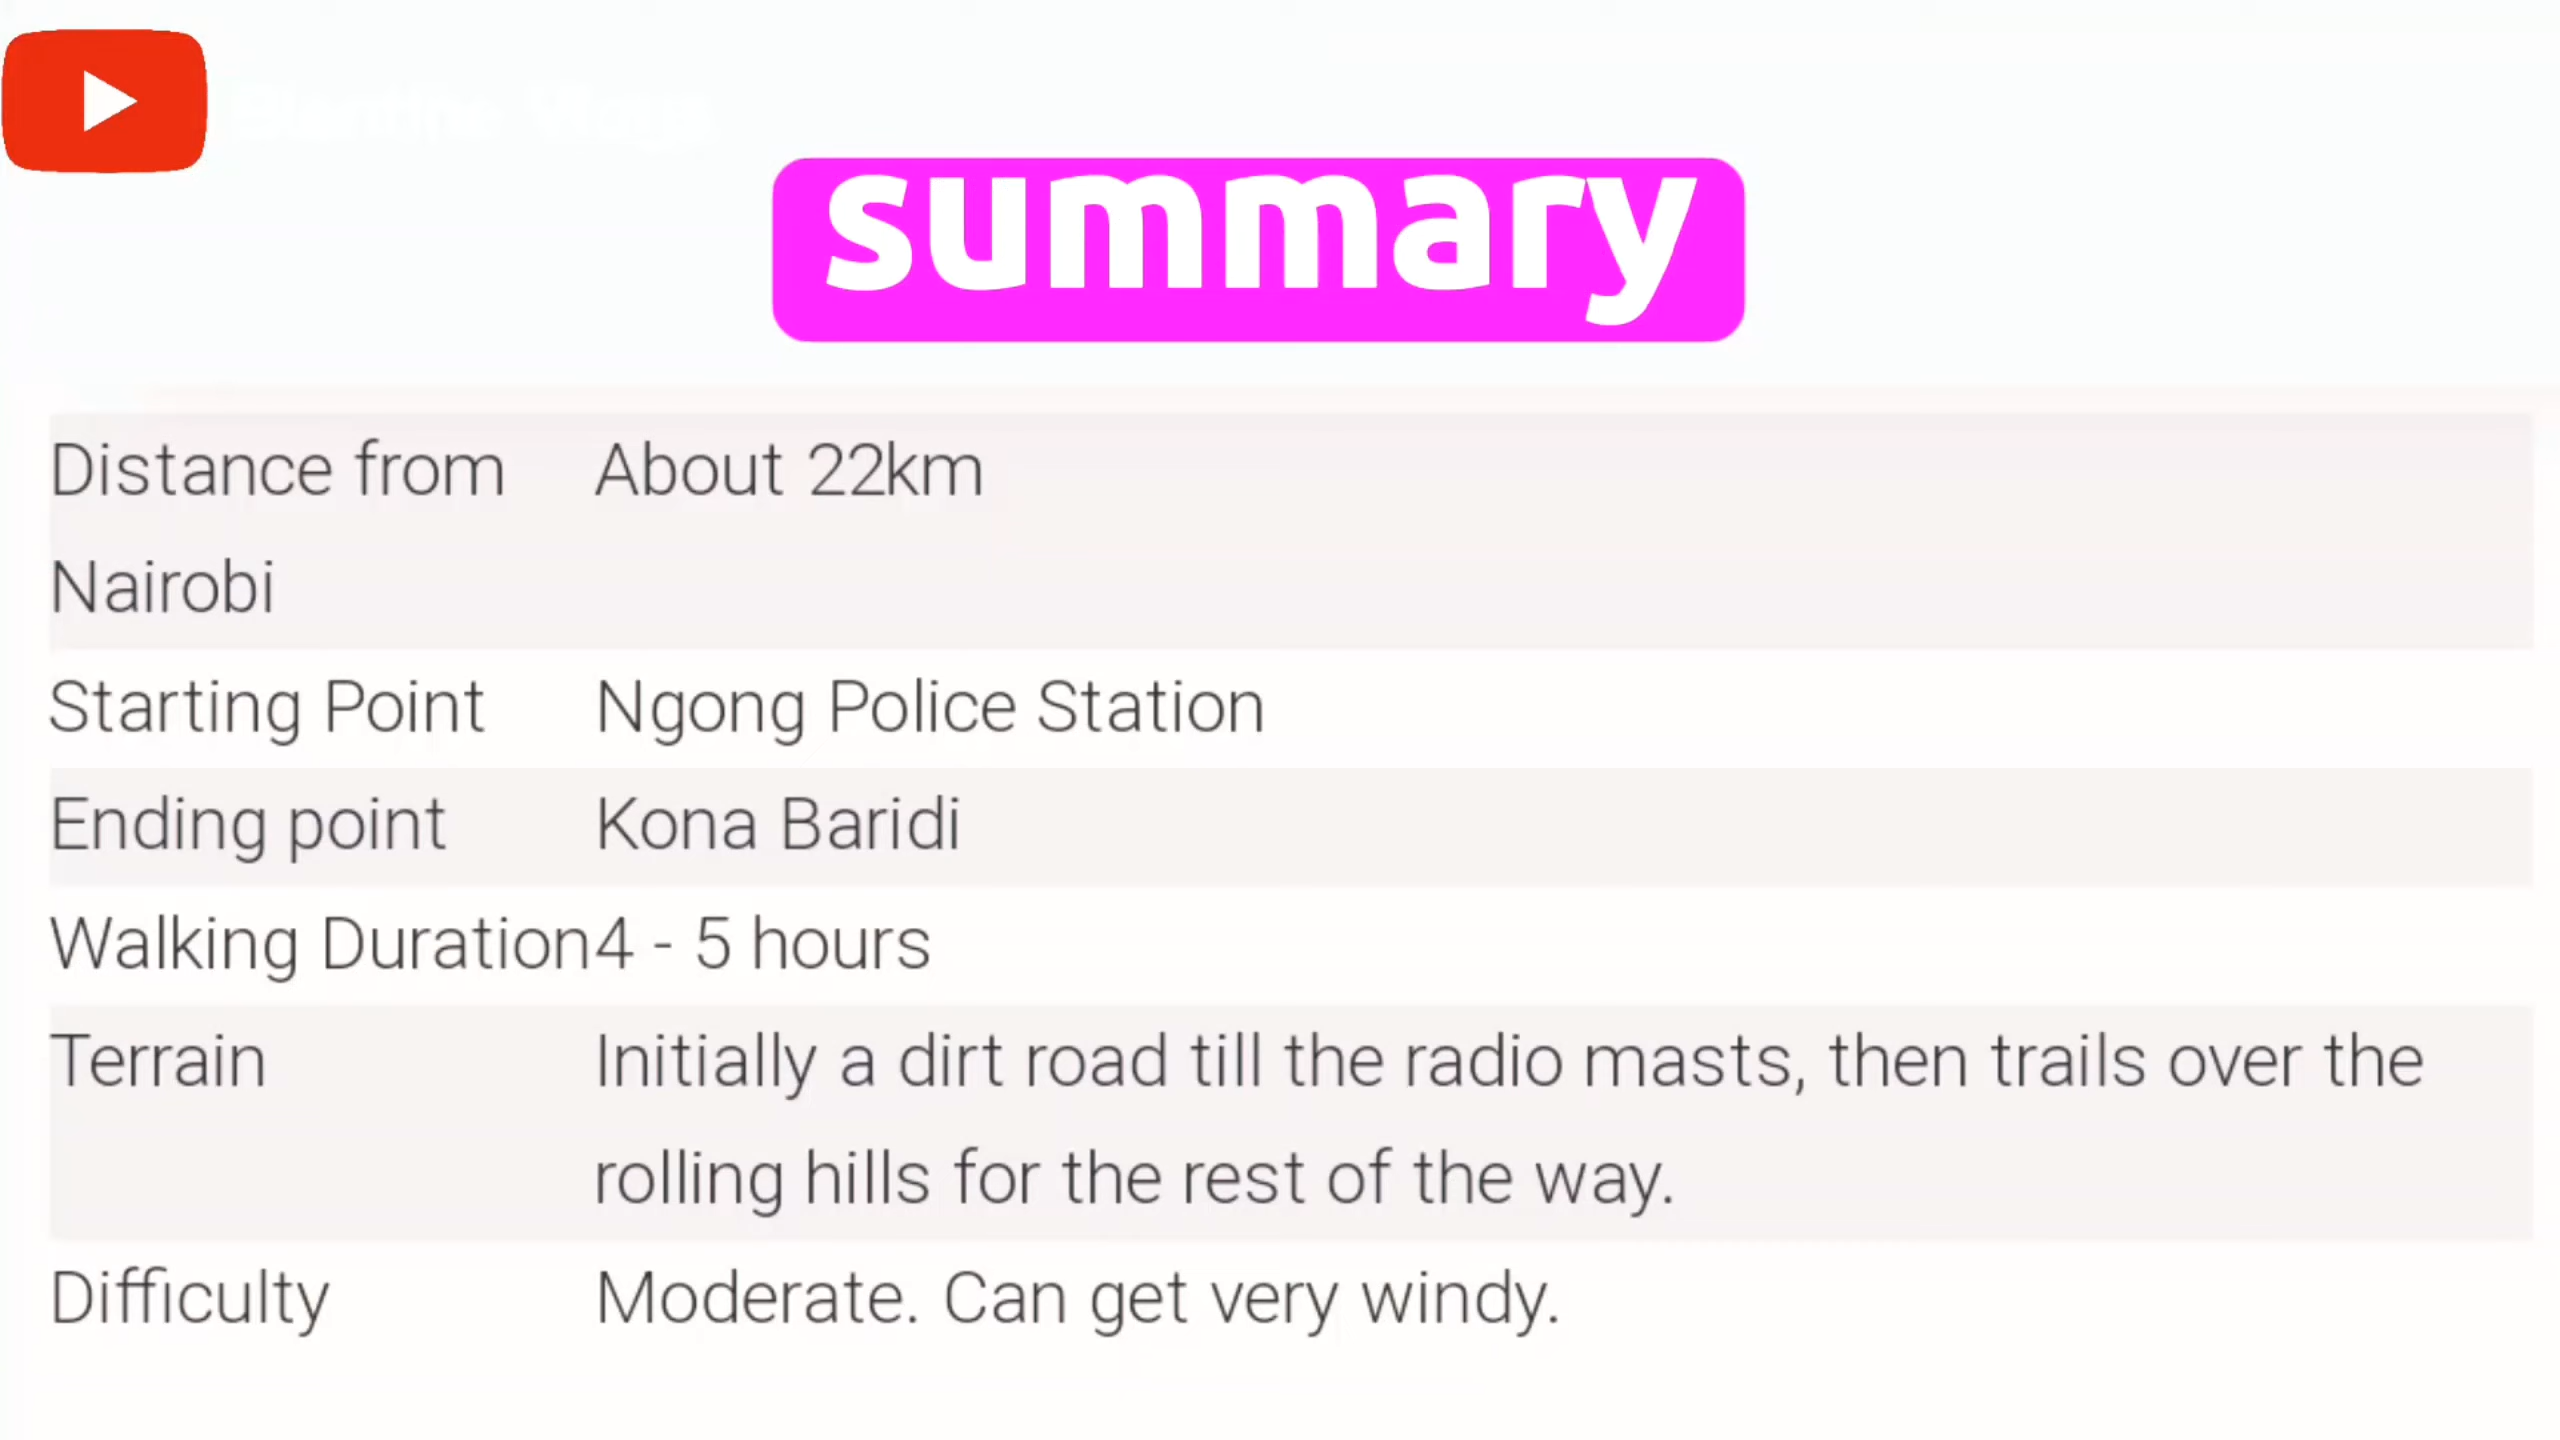 summary
Distance from About 22km
Nairobi
Starting Point Ngong Police Station
Ending point Kona Baridi
Walking Duration 4 - 5 hours
Terrain Initially a dirt road till the radio masts, then trails over the
rolling hills for the rest of the way.
Difficulty Moderate. Can get very windy.